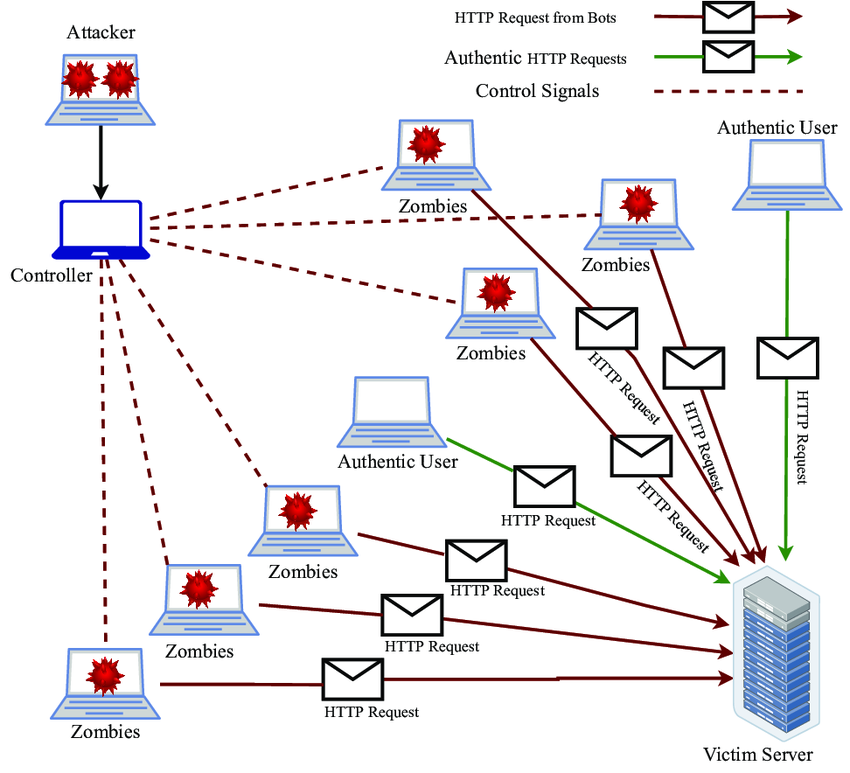 Attacker
HTTP Request from Bots
Authentic HTTP Requests
Control Signals
Authentic User
Zombies
Zombies
Controller
Zombies
HTTP Request
HTTP Request
HTTP Request
Authentic User
HTTP Request
HTTP Request
Zombies
HTTP Request
Zombies
HTTP Request
Zombies
HTTP Request
Victim Server